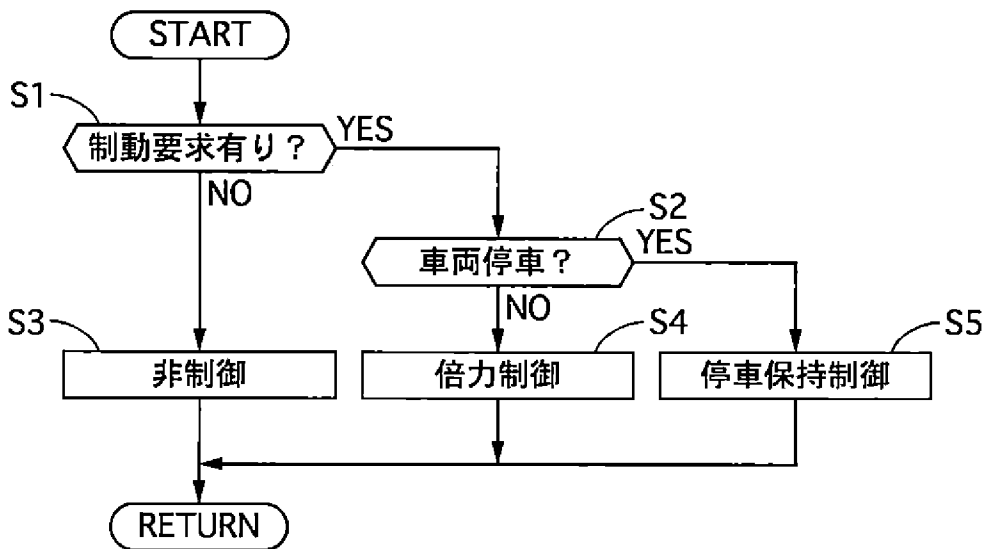 START
S1
制動要求有り？
YES
NO
S2
車両停車？
YES
NO
S3
非制御
S4
倍力制御
S5
停車保持制御
RETURN